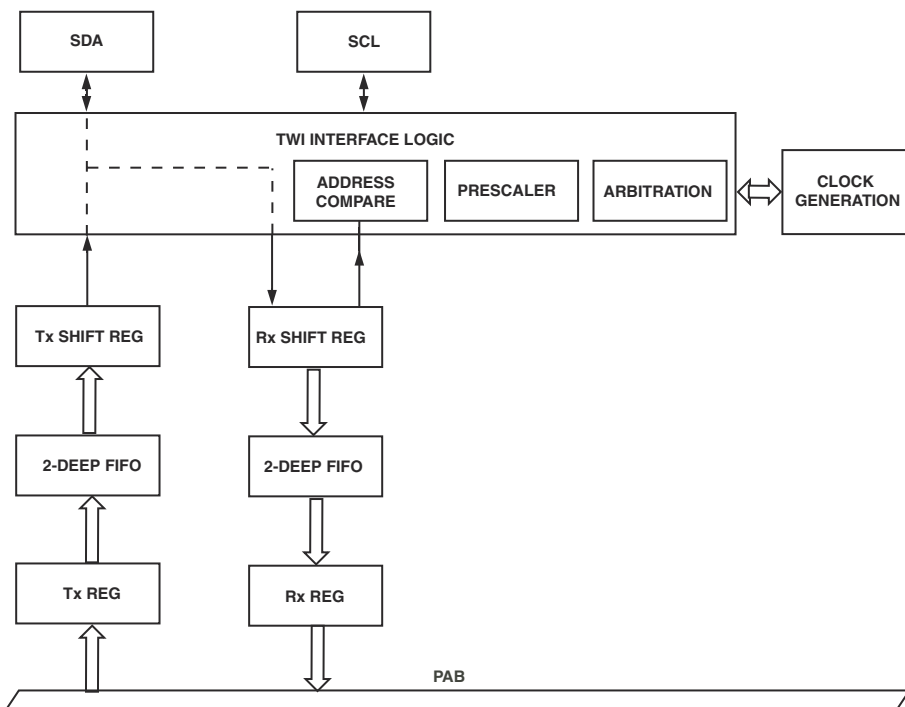 SDA
SCL
TWI INTERFACE LOGIC
ADDRESS
COMPARE
PRESCALER
ARBITRATION
CLOCK
GENERATION
Tx SHIFT REG
Rx SHIFT REG
2-DEEP FIFO
2-DEEP FIFO
Tx REG
Rx REG
PAB